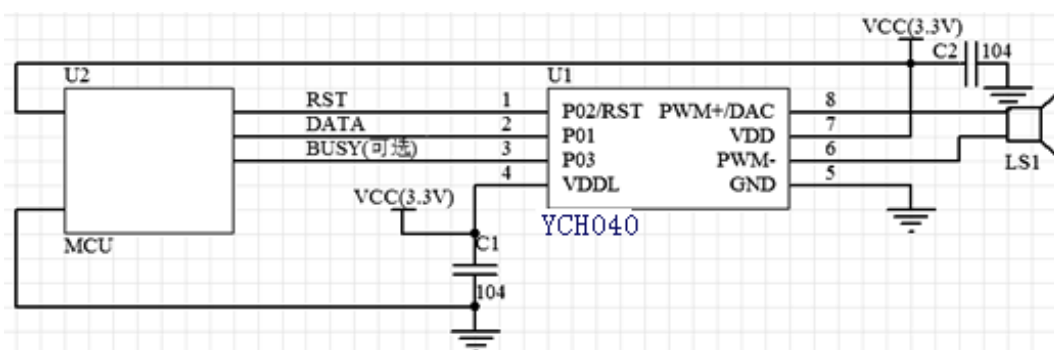 VCC(3.3V)
C2
104
U2
U1
RST
1
P02/RST
PWM+/DAC
8
DATA
2
P01
VDD
7
BUSY(可选)
3
P03
PWM-
6
LS1
4
VDDL
GND
5
VCC(3.3V)
YCH040
MCU
C1
104